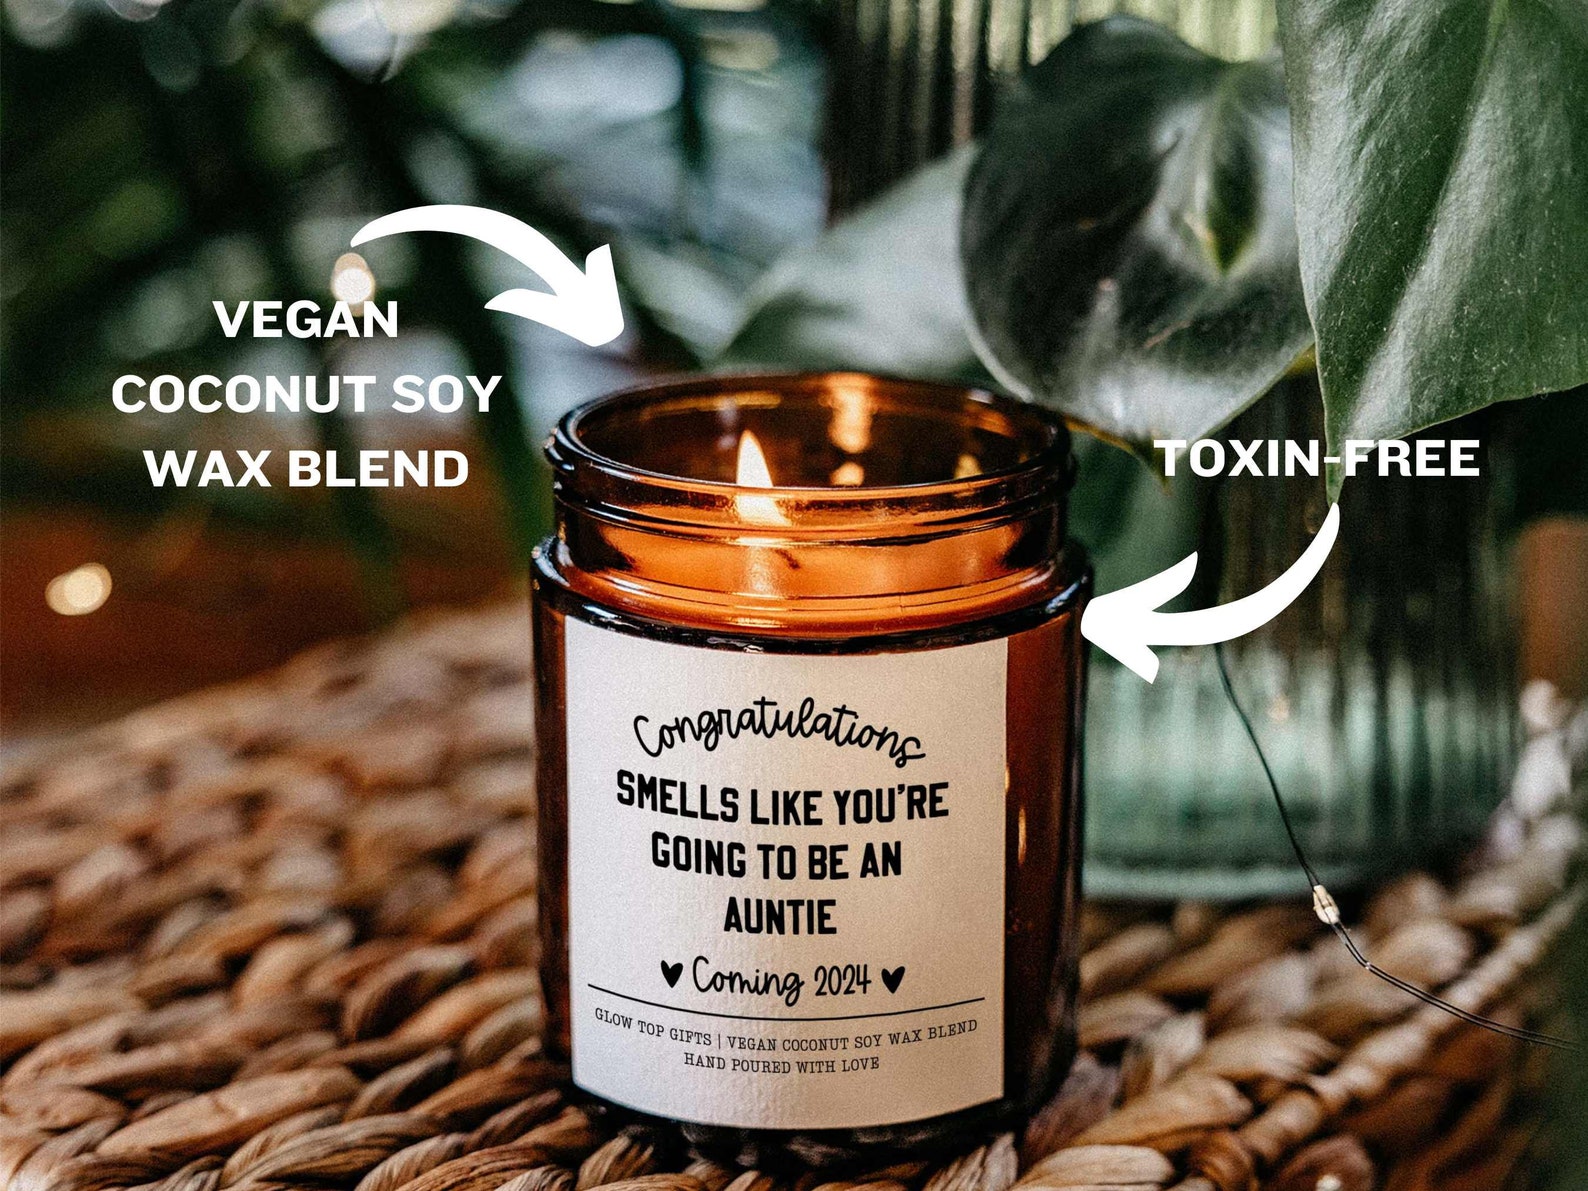 VEGAN
COCONUT SOY
WAX BLEND
TOXIN-FREE
Congratulations
SMELLS LIKE YOU'RE
GOING TO BE AN
AUNTIE
Coming 2024
GLOW TOP GIFTS | VEGAN COCONUT SOY WAX BLEND
HAND POURED WITH LOVE